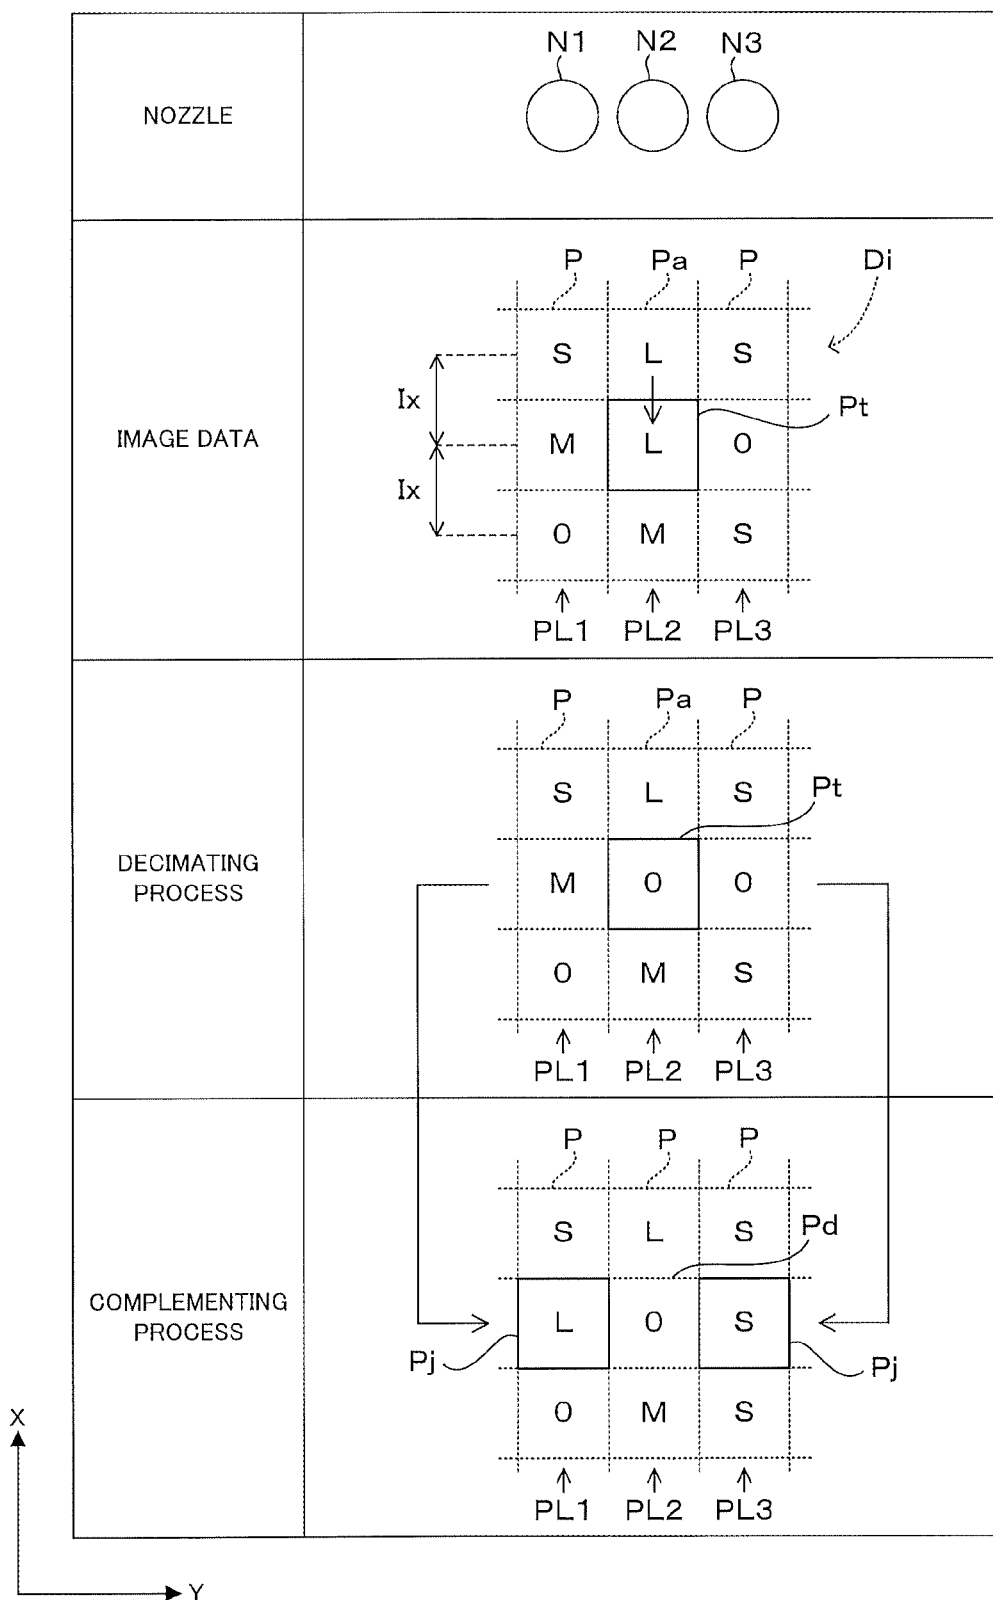 N1 N2 N3
NOZZLE
P Pa P Di
S L S
Ix
Pt
IMAGE DATA
M L 0
Ix
0 M S
PL1 PL2 PL3
P Pa P
S L S
Pt
DECIMATING
PROCESS
M 0 0
0 M S
PL1 PL2 PL3
P P P
S L S
Pd
COMPLEMENTING
PROCESS
L 0 S
Pj Pj
0 M S
PL1 PL2 PL3
X
Y